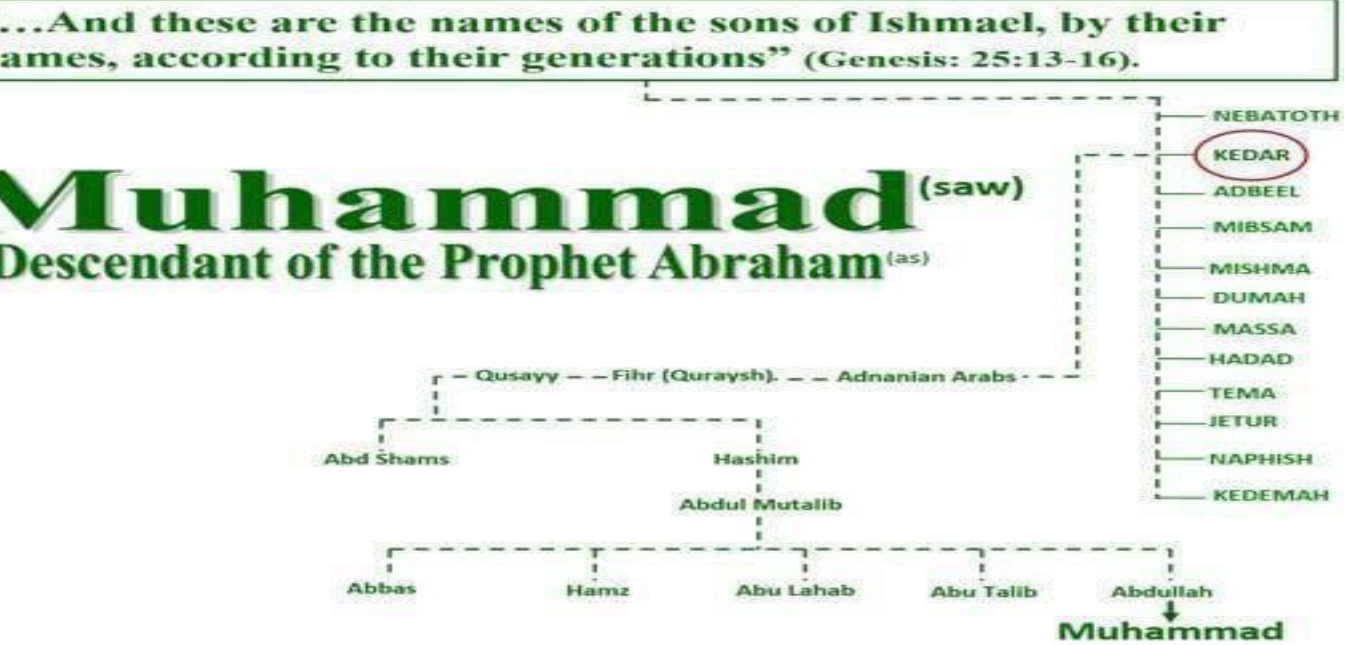 ...And these are the names of the sons of Ishmael, by their
ames, according to their generations” (Genesis: 25:13-16).
NEBATOTH
KEDAR
Muhammad(saw)
ADBEEL
MIBSAM
Descendant of the Prophet Abraham(as)
MISHMA
DUMAH
MASSA
HADAD
Qusayy Fihr (Quraysh). Adnanian Arabs
TEMA
JETUR
Abd Shams Hashim
NAPHISH
KEDEMAH
Abdul Mutalib
Abbas Hamz Abu Lahab Abu Talib Abdullah
Muhammad